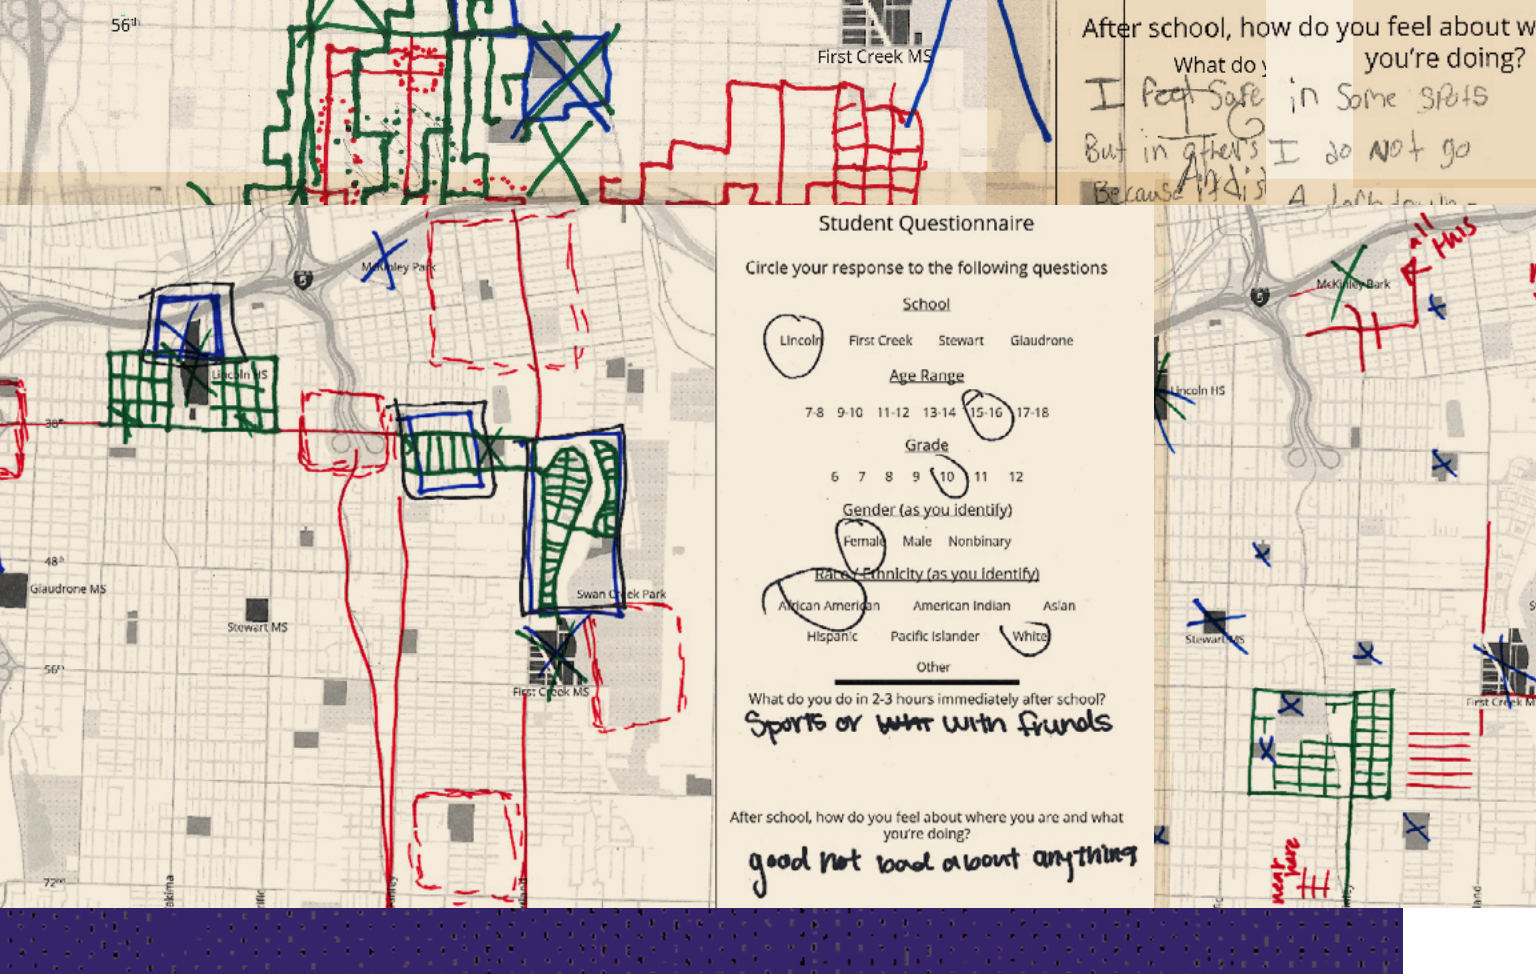 56th
First Creek MS
After school, how do you feel about w
you're doing?
What do y
I feel Safe in Some spots
But in others I do NOT go
Because
McKinley Park
5
Lincoln HS
38th
48th
Glaudrone MS
Stewart MS
Swan Creek Park
56th
First Creek MS
72nd
Student Questionnaire
Circle your response to the following questions
School
Lincoln First Creek Stewart Glaudrone
Age Range
7-8 9-10 11-12 13-14 15-16 17-18
Grade
6 7 8 9 10 11 12
Gender (as you identify)
Female Male Nonbinary
Race / Ethnicity (as you identify)
African American American Indian Asian
Hispanic Pacific Islander White
Other
What do you do in 2-3 hours immediately after school?
Sports or with friends
After school, how do you feel about where you are and what
you're doing?
good not bad about anything
all
this
McKinley Park
5
Lincoln HS
Stewart MS
First Creek M
near
here